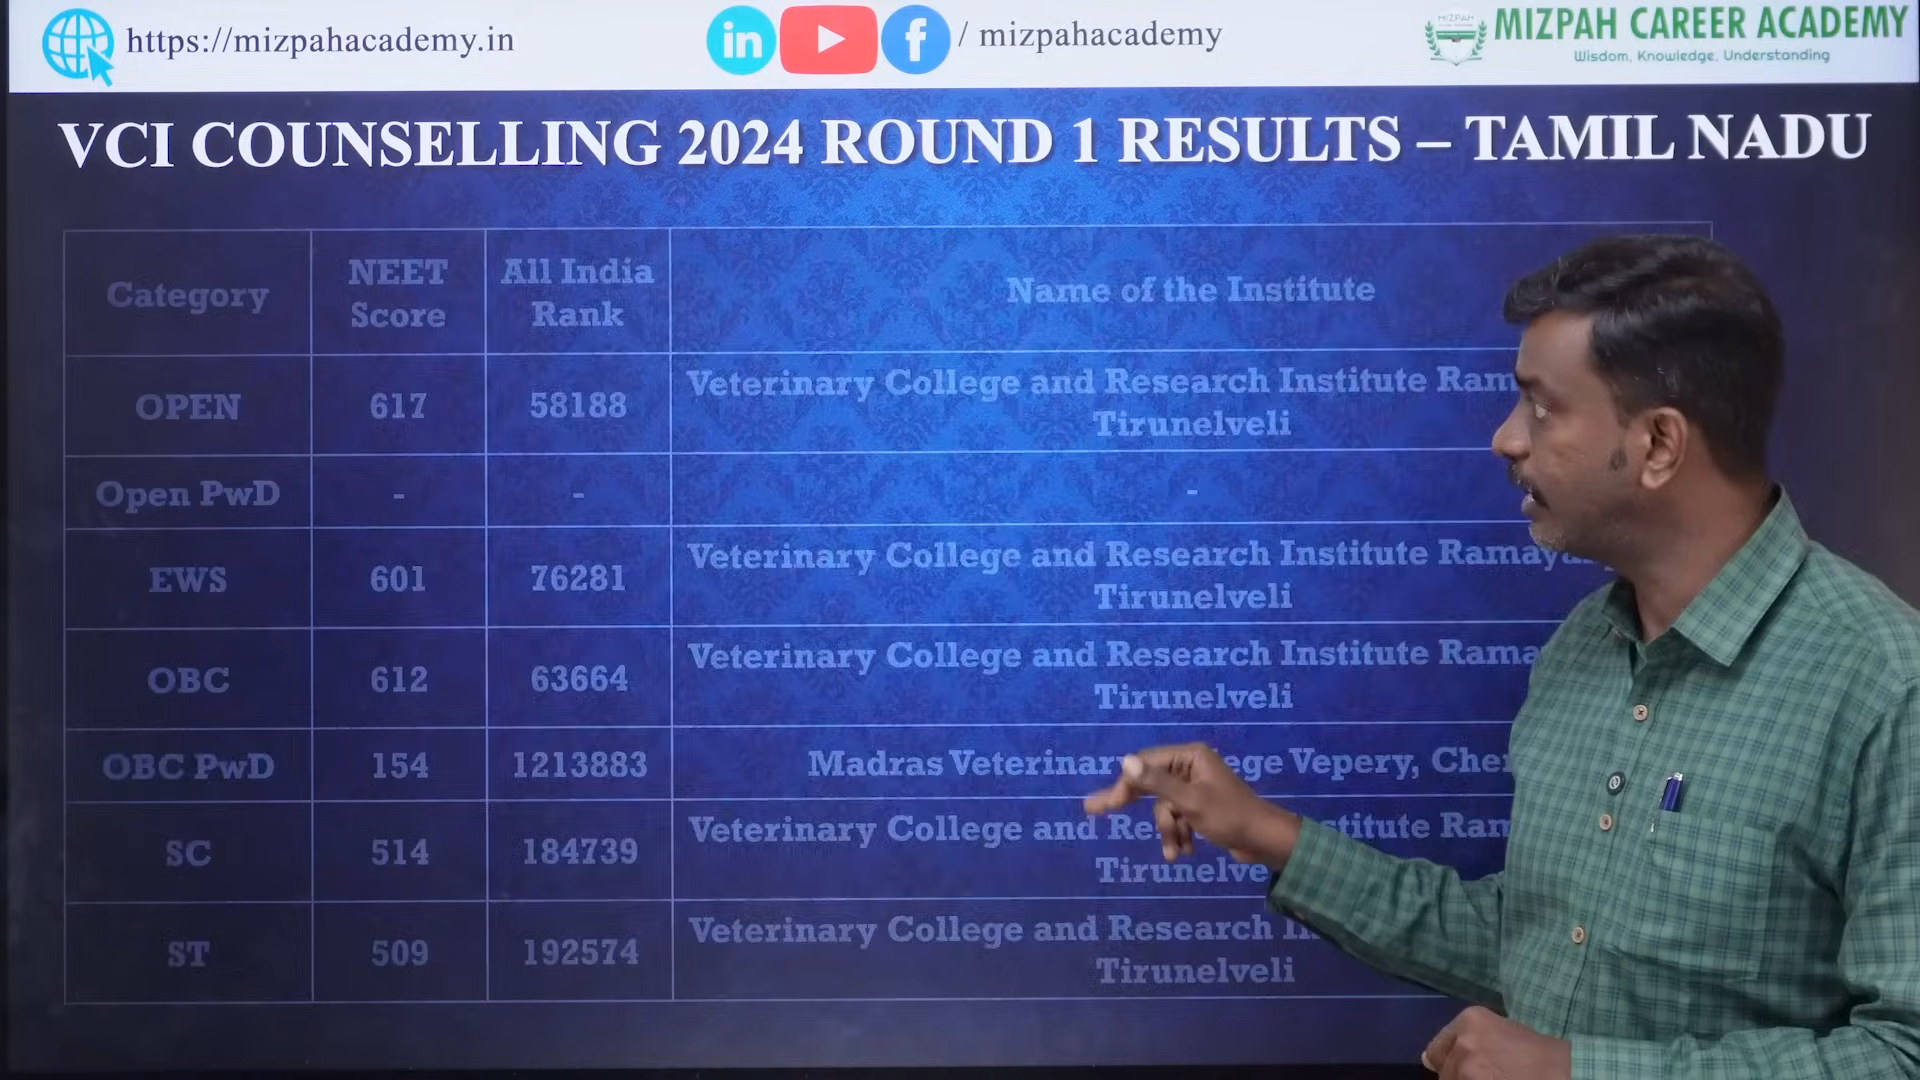 https://mizpahacademy.in
in f / mizpahacademy
MIZPAH
MIZPAH CAREER ACADEMY
Wisdom, Knowledge, Understanding
VCI COUNSELLING 2024 ROUND 1 RESULTS – TAMIL NADU
Category NEET Score All India Rank Name of the Institute
OPEN 617 58188 Veterinary College and Research Institute
Tirunelveli
Open PwD - - -
EWS 601 76281 Veterinary College and Research Institute
Tirunelveli
OBC 612 63664 Veterinary College and Research Institute
Tirunelveli
OBC PwD 154 1213883 Madras Vepery,
SC 514 184739 Veterinary College and
ST 509 192574 Veterinary College and Research
Tirunelveli